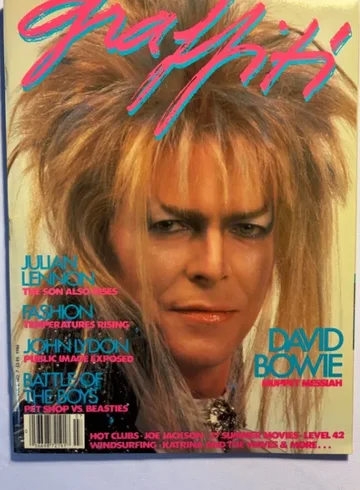 graffiti
JULIAN
LENNON
THE SON ALSO RISES
FASHION
TEMPERATURES RISING
JOHN LYDON
PUBLIC IMAGE EXPOSED
BATTLE OF
THE BOYS
PET SHOP VS. BEASTIES
DAVID
BOWIE
MUPPET MESSIAH
HOT CLUBS · JOE JACKSON · SUMMER MOVIES · LEVEL 42
WINDSURFING · KATRINA AND THE WAVES & MORE...